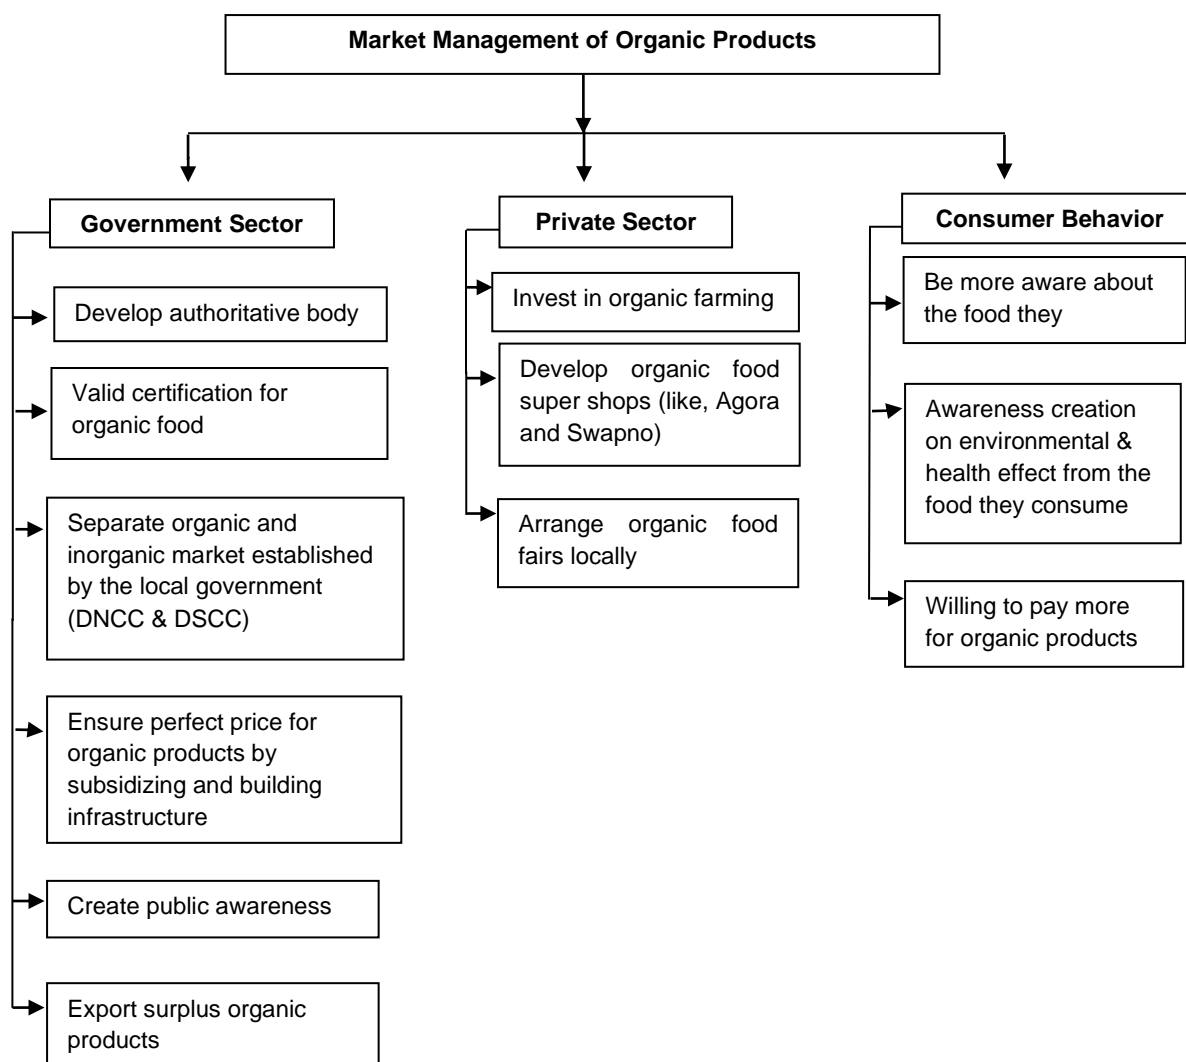 Market Management of Organic Products
Government Sector
Develop authoritative body
Valid certification for
organic food
Separate organic and
inorganic market established
by the local government
(DNCC & DSCC)
Ensure perfect price for
organic products by
subsidizing and building
infrastructure
Create public awareness
Export surplus organic
products
Private Sector
Invest in organic farming
Develop organic food
super shops (like, Agora
and Swapno)
Arrange organic food
fairs locally
Consumer Behavior
Be more aware about
the food they
Awareness creation
on environmental &
health effect from the
food they consume
Willing to pay more
for organic products